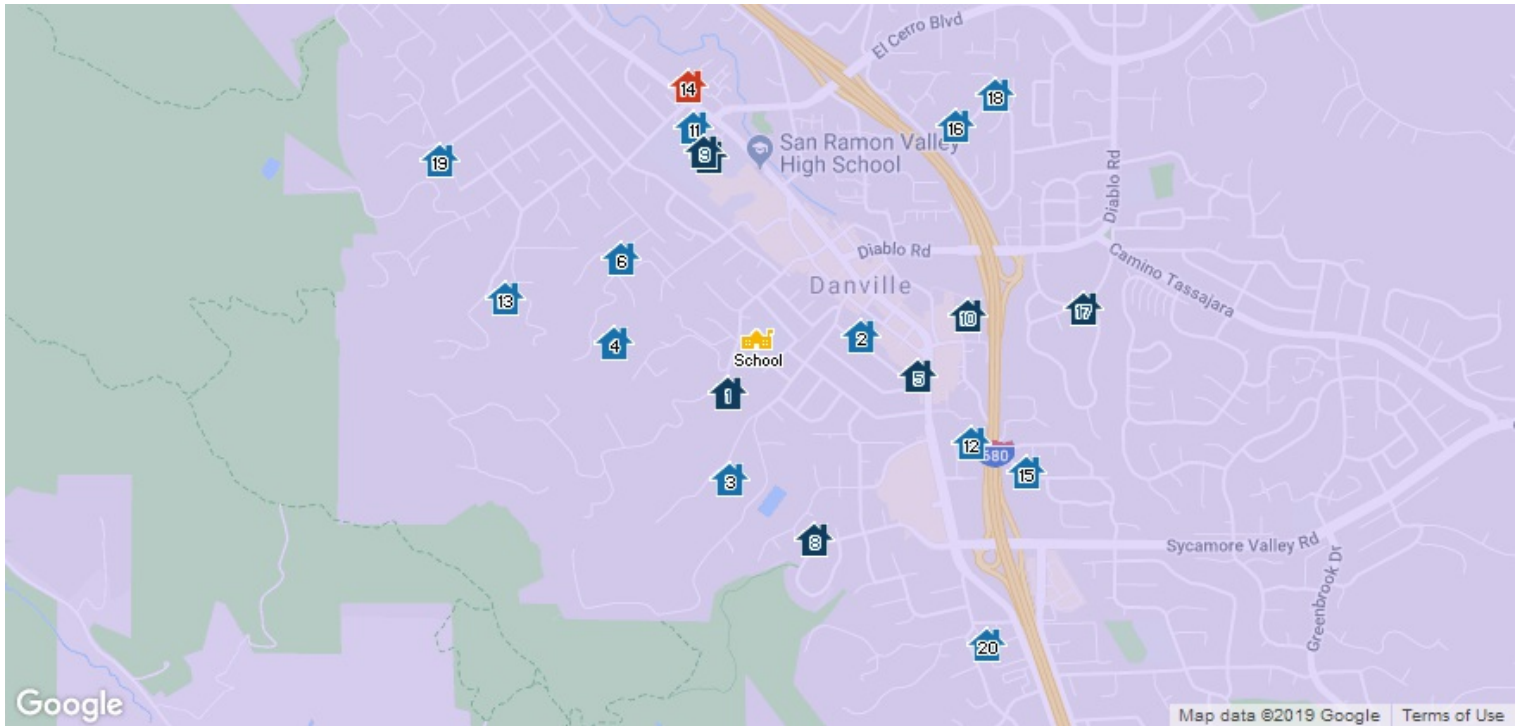 El Cerro Blvd
14
18
11
16
San Ramon Valley
High School
9
19
Diablo Rd
Diablo Rd
6
Camino Tassajara
Danville
13
17
10
2
4
School
5
1
12
680
15
3
8
Sycamore Valley Rd
Greenbrook Dr
20
Google
Map data ©2019 Google
Terms of Use